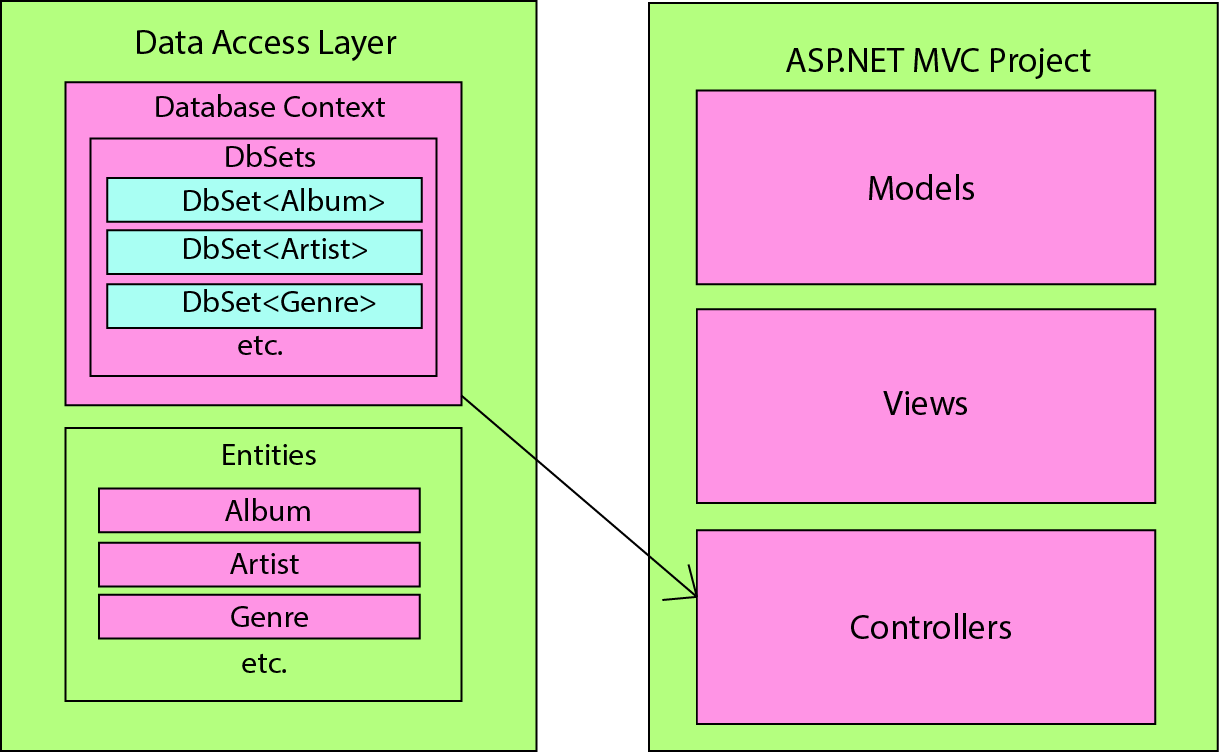 Data Access Layer
Database Context
DbSets
DbSet<Album>
DbSet<Artist>
DbSet<Genre>
etc.
Entities
Album
Artist
Genre
etc.
ASP.NET MVC Project
Models
Views
Controllers